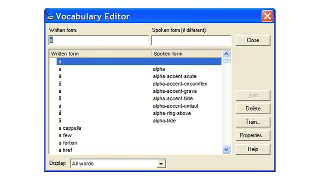 Vocabulary Editor
Written form: Spoken form (if different):
Close
Written form Spoken form
a
a alpha
á alpha-accent-acute
â alpha-accent-circumflex
à alpha-accent-grave
alpha-accent-tilde
ä alpha-accent-umlaut
å alpha-ring-above
ã alpha-tilde
a cappella
a few
a fortiori
a href
Add
Delete
Train...
Properties...
Help
Display: All words